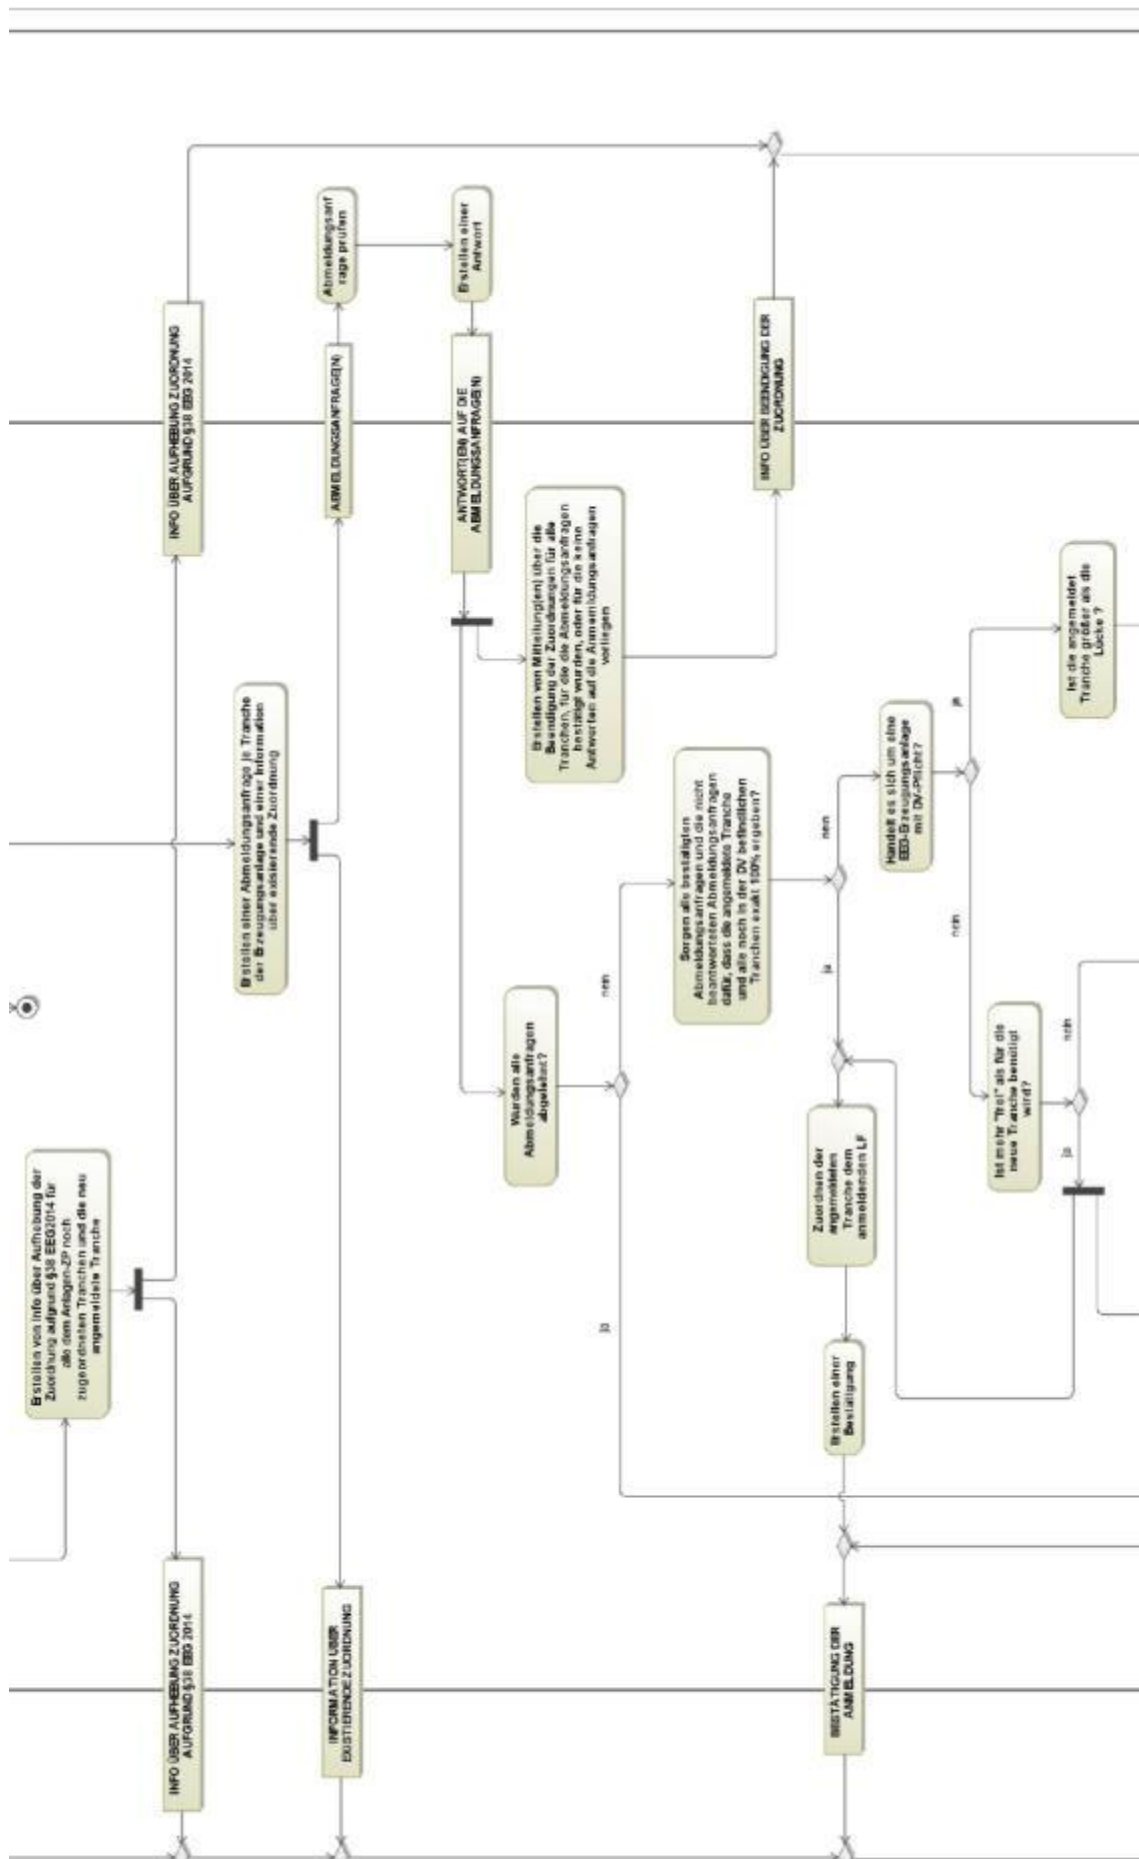 Erstellen von Info über Aufhebung der
Zuordnung aufgrund §38 EEG2014 für
alle dem Anlagen-ZP noch
zugeordneten Tranchen und die neu
angemeldete Tranche
INFO ÜBER AUFHEBUNG ZUORDNUNG
AUFGRUND §38 EEG 2014
INFO ÜBER AUFHEBUNG ZUORDNUNG
AUFGRUND §38 EEG 2014
Erstellen einer Abmeldungsanfrage je Tranche
der Erzeugungsanlage und einer Information
über existierende Zuordnung
INFORMATION ÜBER
EXISTIERENDE ZUORDNUNG
ABMELDUNGSANFRAGE(N)
Abmeldungsanf
rage prüfen
Erstellen einer
Antwort
ANTWORT(EN) AUF DIE
ABMELDUNGSANFRAGE(N)
Erstellen von Mitteilung(en) über die
Beendigung der Zuordnungen für alle
Tranchen, für die die Abmeldungsanfragen
bestätigt wurden, oder für die keine
Antworten auf die Anmemldungsanfragen
vorliegen
INFO ÜBER BEENDIGUNG DER
ZUORDNUNG
Wurden alle
Abmeldungsanfragen
abgelehnt?
ja
nein
Sorgen alle bestätigten
Abmeldungsanfragen und die nicht
beantworteten Abmeldungsanfragen
dafür, dass die angemeldete Tranche
und alle noch in der DV befindlichen
Tranchen exakt 100% ergeben?
ja
nein
Zuordnen der
angemeldeten
Tranche dem
anmeldenden LF
Erstellen einer
Bestätigung
BESTÄTIGUNG DER
ANMELDUNG
Handelt es sich um eine
EEG-Erzeugungsanlage
mit DV-Pflicht?
nein
ja
Ist mehr "frei" als für die
neue Tranche benötigt
wird?
ja
nein
Ist die angemeldet
Tranche größer als die
Lücke ?